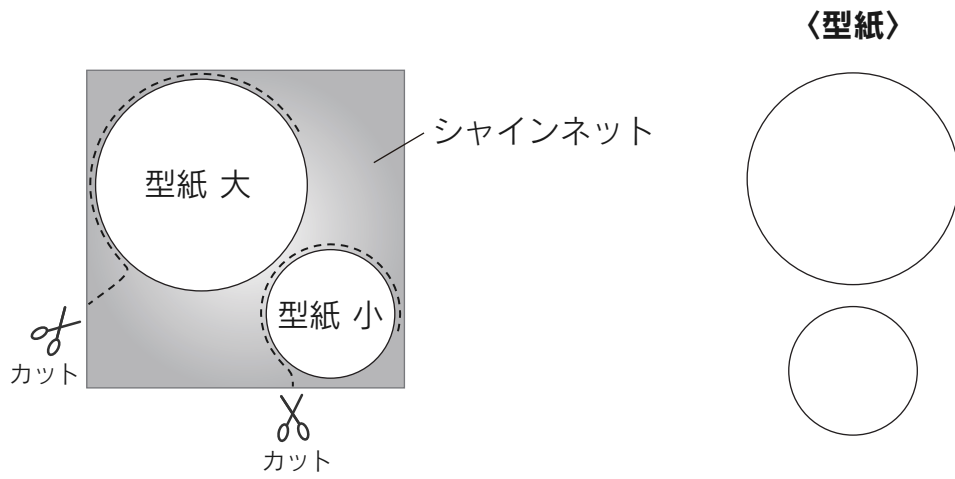 〈型紙〉
シャインネット
型紙 大
型紙 小
カット
カット